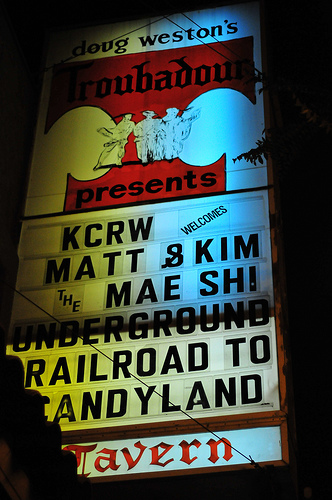 doug weston's
Troubadour
presents
KCRW WELCOMES
MATT & KIM
THE MAE SHI
UNDERGROUND
RAILROAD TO
CANDYLAND
Tavern